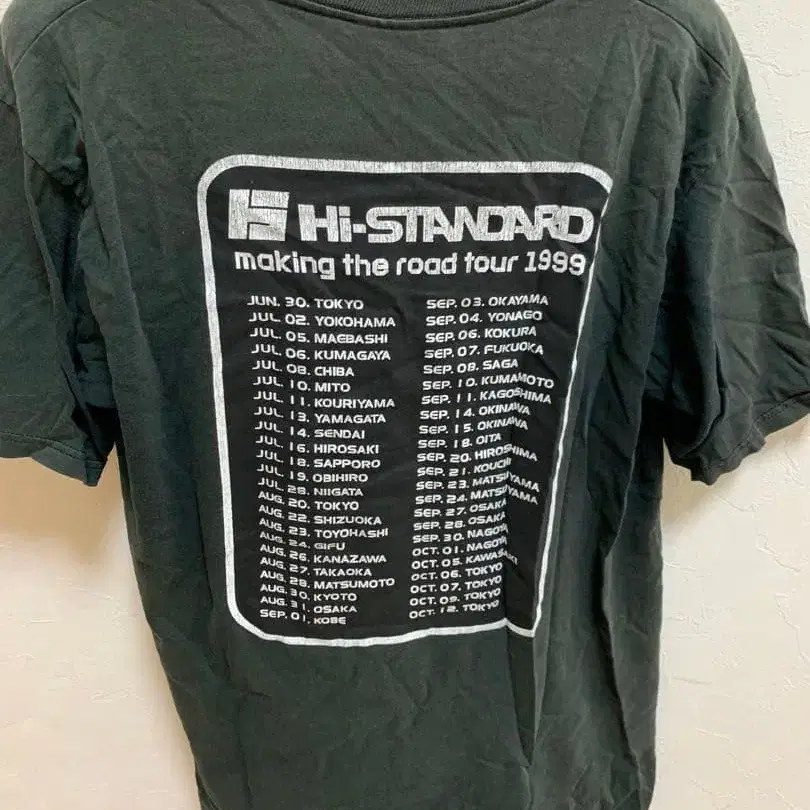 Hi-STANDARD
making the road tour 1999
JUN. 30. TOKYO
JUL. 02. YOKOHAMA
JUL. 05. MAEBASHI
JUL. 06. KUMAGAYA
JUL. 08. CHIBA
JUL. 10. MITO
JUL. 11. KOURIYAMA
JUL. 13. YAMAGATA
JUL. 14. SENDAI
JUL. 16. HIROSAKI
JUL. 18. SAPPORO
JUL. 19. OBIHIRO
JUL. 28. NIIGATA
AUG. 20. TOKYO
AUG. 22. SHIZUOKA
AUG. 23. TOYOHASHI
AUG. 24. GIFU
AUG. 26. KANAZAWA
AUG. 27. TAKAOKA
AUG. 28. MATSUMOTO
AUG. 30. KYOTO
AUG. 31. OSAKA
SEP. 01. KOBE
SEP. 03. OKAYAMA
SEP. 04. YONAGO
SEP. 06. KOKURA
SEP. 07. FUKUOKA
SEP. 08. SAGA
SEP. 10. KUMAMOTO
SEP. 11. KAGOSHIMA
SEP. 14. OKINAWA
SEP. 15. OKINAWA
SEP. 18. OITA
SEP. 20. HIROSHIMA
SEP. 21. KOUCHI
SEP. 23. MATSUYAMA
SEP. 24. MATSUYAMA
SEP. 27. OSAKA
SEP. 28. OSAKA
SEP. 30. NAGOYA
OCT. 01. NAGOYA
OCT. 05. KAWASAKI
OCT. 06. TOKYO
OCT. 07. TOKYO
OCT. 09. TOKYO
OCT. 12. TOKYO